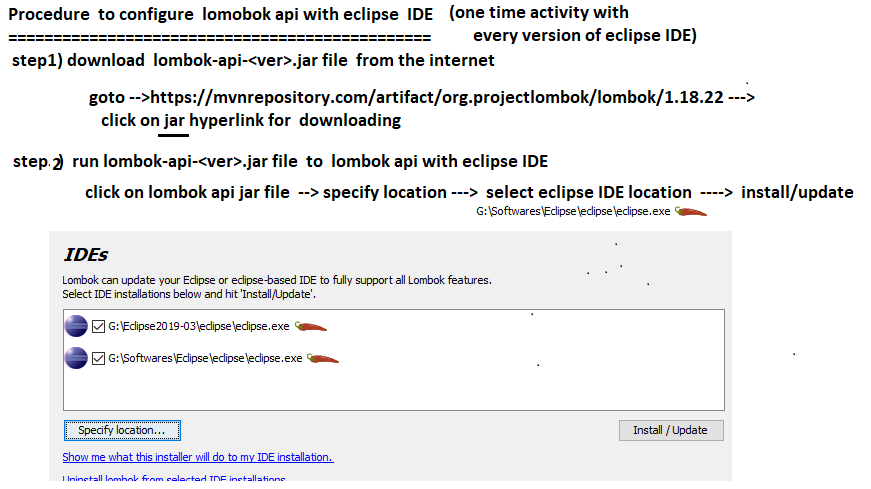 Procedure to configure lomobok api with eclipse IDE (one time activity with
================================================ every version of eclipse IDE)
step1) download lombok-api-<ver>.jar file from the internet
goto -->https://mvnrepository.com/artifact/org.projectlombok/lombok/1.18.22 --->
click on jar hyperlink for downloading
step 2) run lombok-api-<ver>.jar file to lombok api with eclipse IDE
click on lombok api jar file --> specify location ---> select eclipse IDE location ----> install/update
G:\Softwares\Eclipse\eclipse\eclipse.exe
IDEs
Lombok can update your Eclipse or eclipse-based IDE to fully support all Lombok features.
Select IDE installations below and hit 'Install/Update'.
G:\Eclipse2019-03\eclipse\eclipse.exe
G:\Softwares\Eclipse\eclipse\eclipse.exe
Specify location... Install / Update
Show me what this installer will do to my IDE installation.
Uninstall lombok from selected IDE installations.